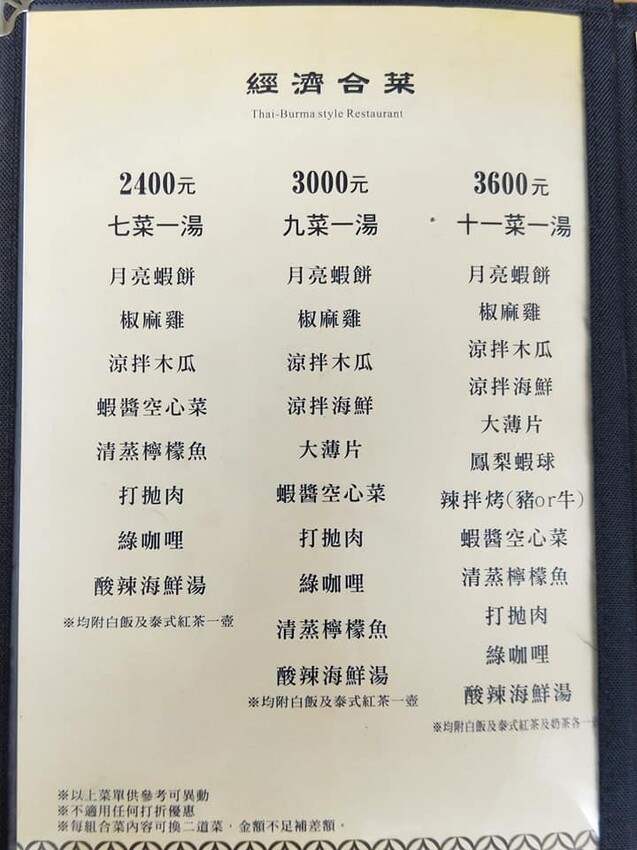 經濟合菜
Thai-Burma style Restaurant
2400元
七菜一湯
月亮蝦餅
椒麻雞
涼拌木瓜
蝦醬空心菜
清蒸檸檬魚
打拋肉
綠咖哩
酸辣海鮮湯
※均附白飯及泰式紅茶一壺
3000元
九菜一湯
月亮蝦餅
椒麻雞
涼拌木瓜
涼拌海鮮
大薄片
蝦醬空心菜
打拋肉
綠咖哩
清蒸檸檬魚
酸辣海鮮湯
※均附白飯及泰式紅茶一壺
3600元
十一菜一湯
月亮蝦餅
椒麻雞
涼拌木瓜
涼拌海鮮
大薄片
鳳梨蝦球
辣拌烤(豬or牛)
蝦醬空心菜
清蒸檸檬魚
打拋肉
綠咖哩
酸辣海鮮湯
※均附白飯及泰式紅茶及奶茶各一
※以上菜單供參考可異動
※不適用任何打折優惠
※每組合菜內容可換二道菜，金額不足補差額。